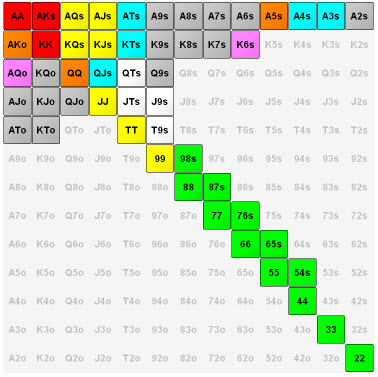 AA AKs AQs AJs ATs A9s A8s A7s A6s A5s A4s A3s A2s
AKo KK KQs KJs KTs K9s K8s K7s K6s K5s K4s K3s K2s
AQo KQo QQ QJs QTs Q9s Q8s Q7s Q6s Q5s Q4s Q3s Q2s
AJo KJo QJo JJ JTs J9s J8s J7s J6s J5s J4s J3s J2s
ATo KTo QTo JTo TT T9s T8s T7s T6s T5s T4s T3s T2s
A9o K9o Q9o J9o T9o 99 98s 97s 96s 95s 94s 93s 92s
A8o K8o Q8o J8o T8o 98o 88 87s 86s 85s 84s 83s 82s
A7o K7o Q7o J7o T7o 97o 87o 77 76s 75s 74s 73s 72s
A6o K6o Q6o J6o T6o 96o 86o 76o 66 65s 64s 63s 62s
A5o K5o Q5o J5o T5o 95o 85o 75o 65o 55 54s 53s 52s
A4o K4o Q4o J4o T4o 94o 84o 74o 64o 54o 44 43s 42s
A3o K3o Q3o J3o T3o 93o 83o 73o 63o 53o 43o 33 32s
A2o K2o Q2o J2o T2o 92o 82o 72o 62o 52o 42o 32o 22